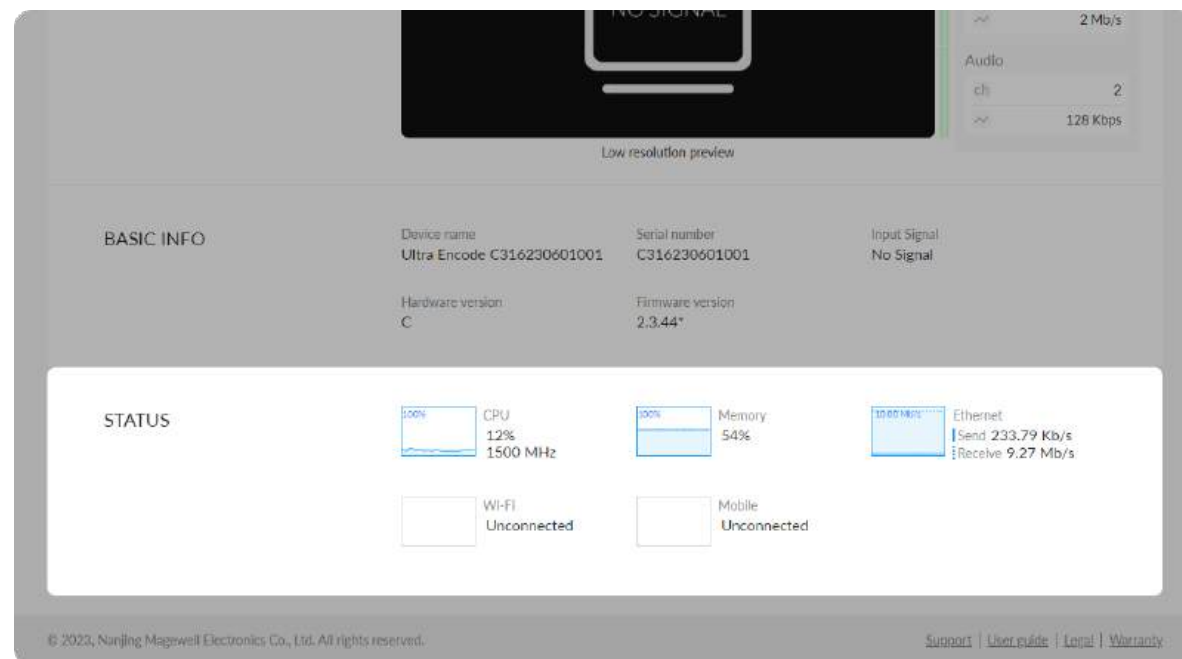 NO SIGNAL
2 Mb/s
Audio
ch 2
128 Kbps
Low resolution preview
BASIC INFO
Device name
Ultra Encode C316230601001
Serial number
C316230601001
Input Signal
No Signal
Hardware version
C
Firmware version
2.3.44*
STATUS
100%
CPU
12%
1500 MHz
100%
Memory
54%
Ethernet
Send 233.79 Kb/s
Receive 9.27 Mb/s
WI-FI
Unconnected
Mobile
Unconnected
© 2023, Nanjing Magewell Electronics Co., Ltd. All rights reserved.
Support | User guide | Legal | Warranty